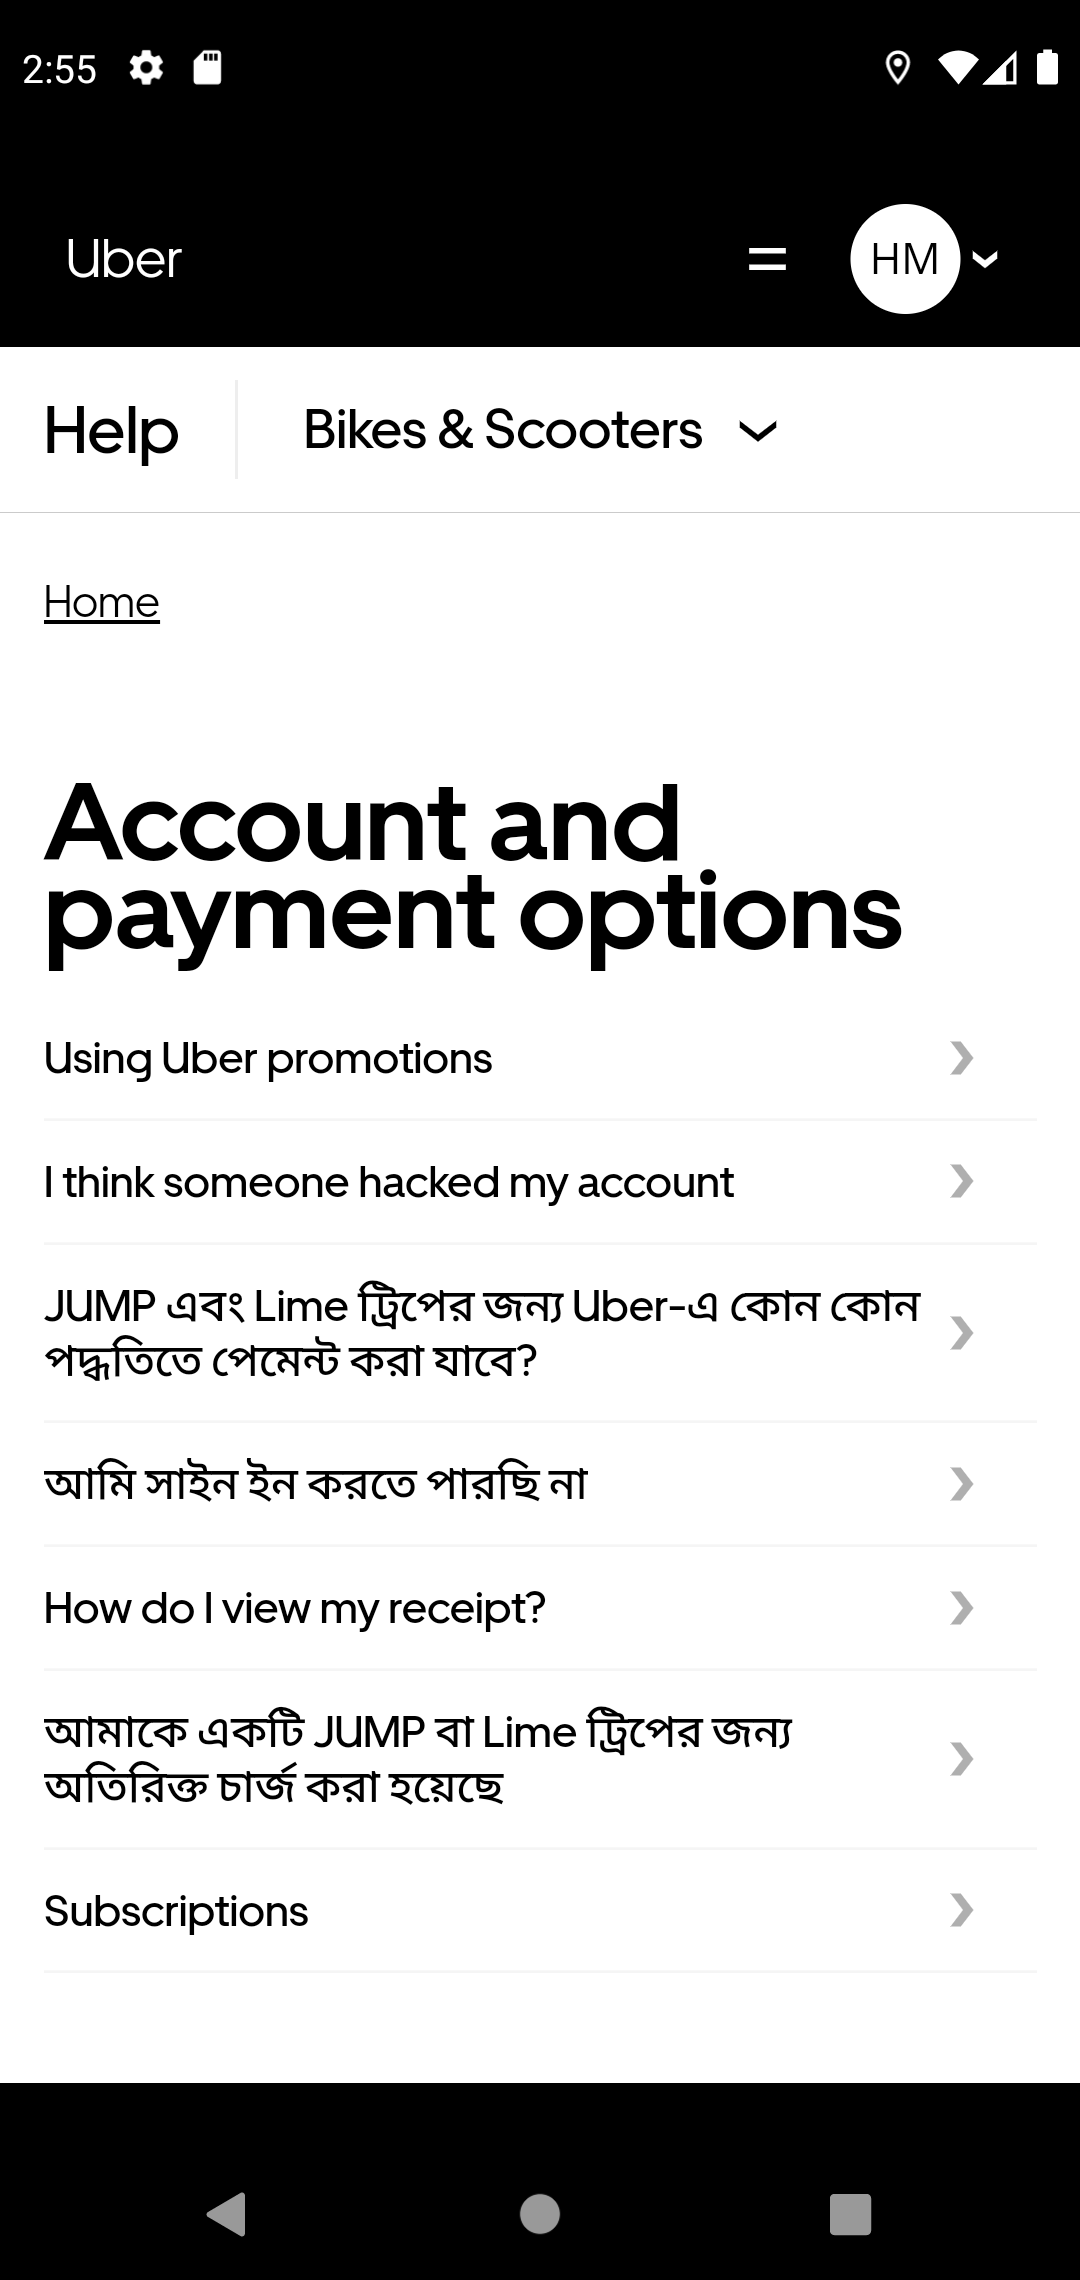 2:55
Uber
HM
Help
Bikes & Scooters
Home
Account and
payment options
Using Uber promotions
I think someone hacked my account
JUMP এবং Lime ট্রিপের জন্য Uber-এ কোন কোন
পদ্ধতিতে পেমেন্ট করা যাবে?
আমি সাইন ইন করতে পারছি না
How do I view my receipt?
আমাকে একটি JUMP বা Lime ট্রিপের জন্য
অতিরিক্ত চার্জ করা হয়েছে
Subscriptions